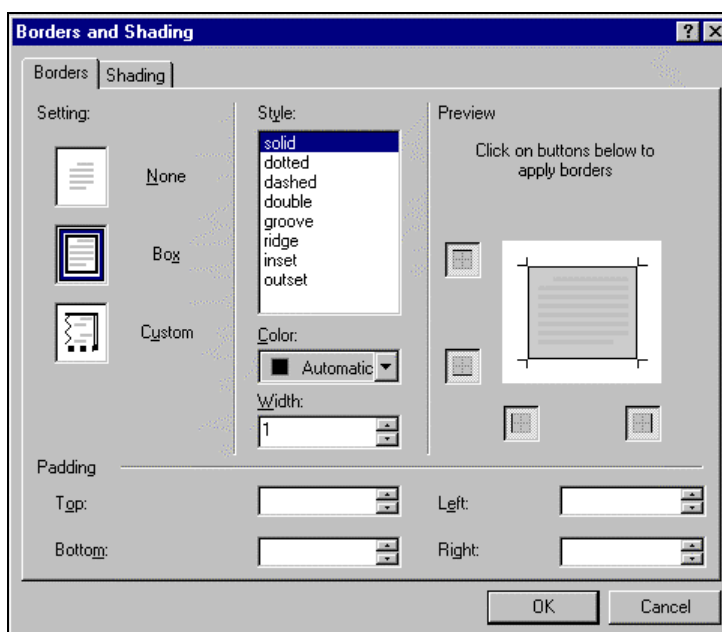 Borders and Shading
Borders
Shading
Setting:
None
Box
Custom
Style:
solid
dotted
dashed
double
groove
ridge
inset
outset
Color:
Automatic
Width:
1
Preview
Click on buttons below to
apply borders
Padding
Top:
Left:
Bottom:
Right:
OK
Cancel